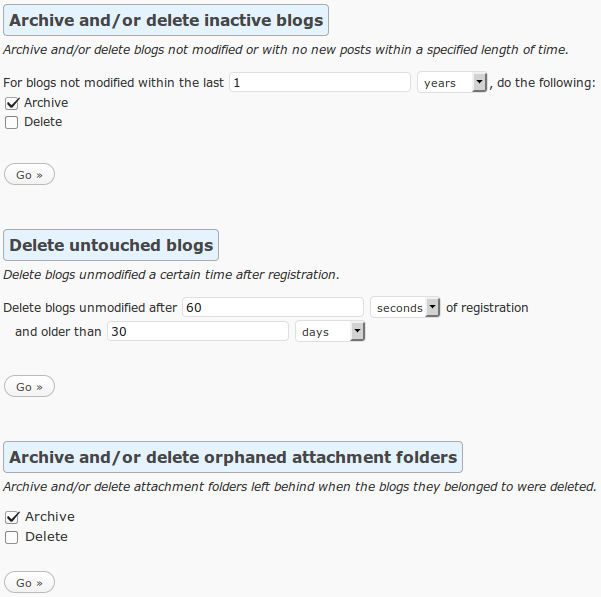 Archive and/or delete inactive blogs
Archive and/or delete blogs not modified or with no new posts within a specified length of time.
For blogs not modified within the last 1 years , do the following:
Archive
Delete
Go »
Delete untouched blogs
Delete blogs unmodified a certain time after registration.
Delete blogs unmodified after 60 seconds of registration
and older than 30 days
Go »
Archive and/or delete orphaned attachment folders
Archive and/or delete attachment folders left behind when the blogs they belonged to were deleted.
Archive
Delete
Go »